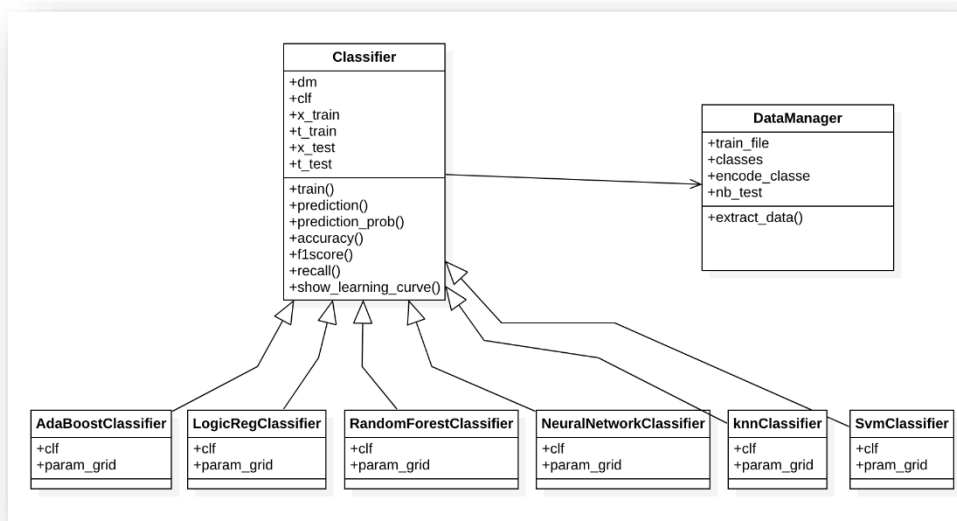 Classifier
+dm
+clf
+x_train
+t_train
+x_test
+t_test
+train()
+prediction()
+prediction_prob()
+accuracy()
+f1score()
+recall()
+show_learning_curve()
DataManager
+train_file
+classes
+encode_classe
+nb_test
+extract_data()
AdaBoostClassifier
+clf
+param_grid
LogicRegClassifier
+clf
+param_grid
RandomForestClassifier
+clf
+param_grid
NeuralNetworkClassifier
+clf
+param_grid
knnClassifier
+clf
+param_grid
SvmClassifier
+clf
+pram_grid